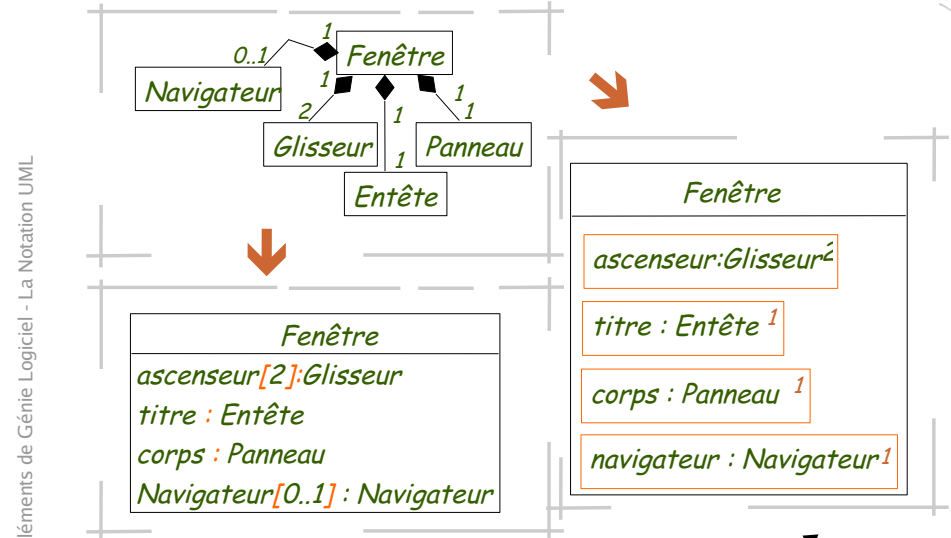 léments de Génie Logiciel - La Notation UML
1
0..1
Fenêtre
Navigateur
1
2
1
1
1
1
Glisseur
Panneau
Entête
Fenêtre
ascenseur[2]:Glisseur
titre : Entête
corps : Panneau
Navigateur[0..1] : Navigateur
Fenêtre
ascenseur:Glisseur 2
titre : Entête 1
corps : Panneau 1
navigateur : Navigateur 1